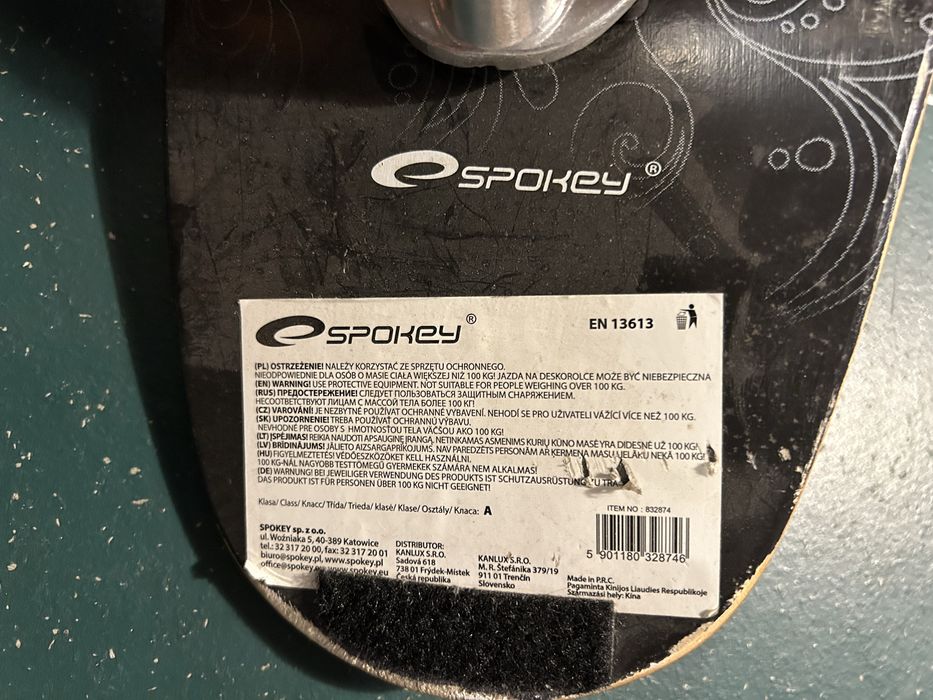 SPOKEY ®
SPOKEY ®
EN 13613
(PL) OSTRZEŻENIE! NALEŻY KORZYSTAĆ ZE SPRZĘTU OCHRONNEGO.
NIEODPOWIEDNIE DLA OSÓB O MASIE CIAŁA WIĘKSZEJ NIŻ 100 KG! JAZDA NA DESKOROLCE MOŻE BYĆ NIEBEZPIECZNA
(EN) WARNING! USE PROTECTIVE EQUIPMENT. NOT SUITABLE FOR PEOPLE WEIGHING OVER 100 KG.
(RUS) ПРЕДОСТЕРЕЖЕНИЕ! СЛЕДУЕТ ПОЛЬЗОВАТЬСЯ ЗАЩИТНЫМ СНАРЯЖЕНИЕМ.
НЕСООТВЕТСТВУЮТ ЛИЦАМ С МАССОЙ ТЕЛА БОЛЕЕ 100 КГ!
(CZ) VAROVÁNÍ! JE NEZBYTNÉ POUŽÍVAT OCHRANNÉ VYBAVENÍ. NEHODÍ SE PRO UŽIVATELI VÁŽÍCÍ VÍCE NEŽ 100 KG.
(SK) UPOZORNENIE! TREBA POUŽÍVAŤ OCHRANNÚ VÝBAVU.
NEVHODNÉ PRE OSOBY S HMOTNOSŤOU TELA VÄČŠOU AKO 100 KG!
(LT) ĮSPĖJIMAS! REIKIA NAUDOTI APSAUGINĘ ĮRANGĄ. NETINKAMAS ASMENIMS KURIŲ KŪNO MASĖ YRA DIDESNĖ UŽ 100 KG!
(LV) BRĪDINĀJUMS! JĀLIETO AIZSARGAPRĪKOJUMS. NAV PAREDZĒTS PERSONĀM AR ĶERMEŅA MASU LIELĀKU NEKĀ 100 KG!
(HU) FIGYELMEZTETÉS! VÉDŐESZKÖZÖKET KELL HASZNÁLNI.
100 KG-NÁL NAGYOBB TESTTÖMEGŰ GYERMEKEK SZÁMÁRA NEM ALKALMAS!
(DE) WARNUNG! BEI JEWEILIGER VERWENDUNG DES PRODUKTS IST SCHUTZAUSRÜSTUNG ZU
DAS PRODUKT IST FÜR PERSONEN ÜBER 100 KG NICHT GEEIGNET!
Klasa/ Class/ Класс/ Třída/ Trieda/ klasė/ Klase/ Osztály/ Класа: A
ITEM NO : 832874
5 901180 328746
SPOKEY sp. z o.o.
ul. Woźniaka 5, 40-389 Katowice
tel.: 32 317 20 00, fax: 32 317 20 01
biuro@spokey.pl, www.spokey.pl
office@spokey.eu www.spokey.eu
DISTRIBUTOR:
KANLUX S.R.O.
Sadová 618
738 01 Frýdek-Místek
Česká republika
KANLUX S.R.O.
M. R. Štefánika 379/19
911 01 Trenčín
Slovensko
Made in P.R.C.
Pagaminta Kinijos Liaudies Respublikoje
Származási hely: Kína